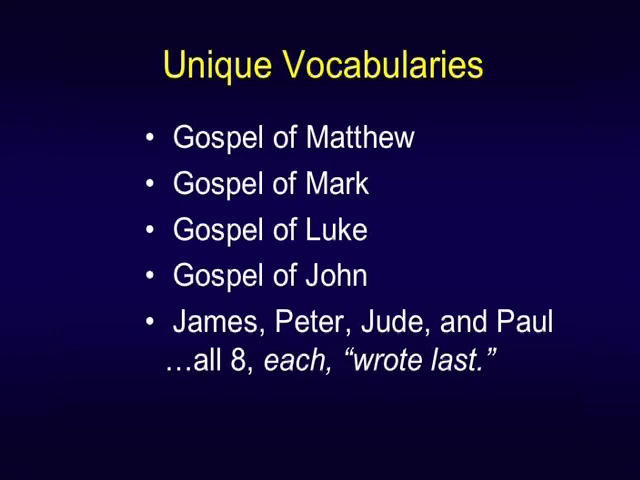 Unique Vocabularies
• Gospel of Matthew
• Gospel of Mark
• Gospel of Luke
• Gospel of John
• James, Peter, Jude, and Paul
…all 8, each, “wrote last.”